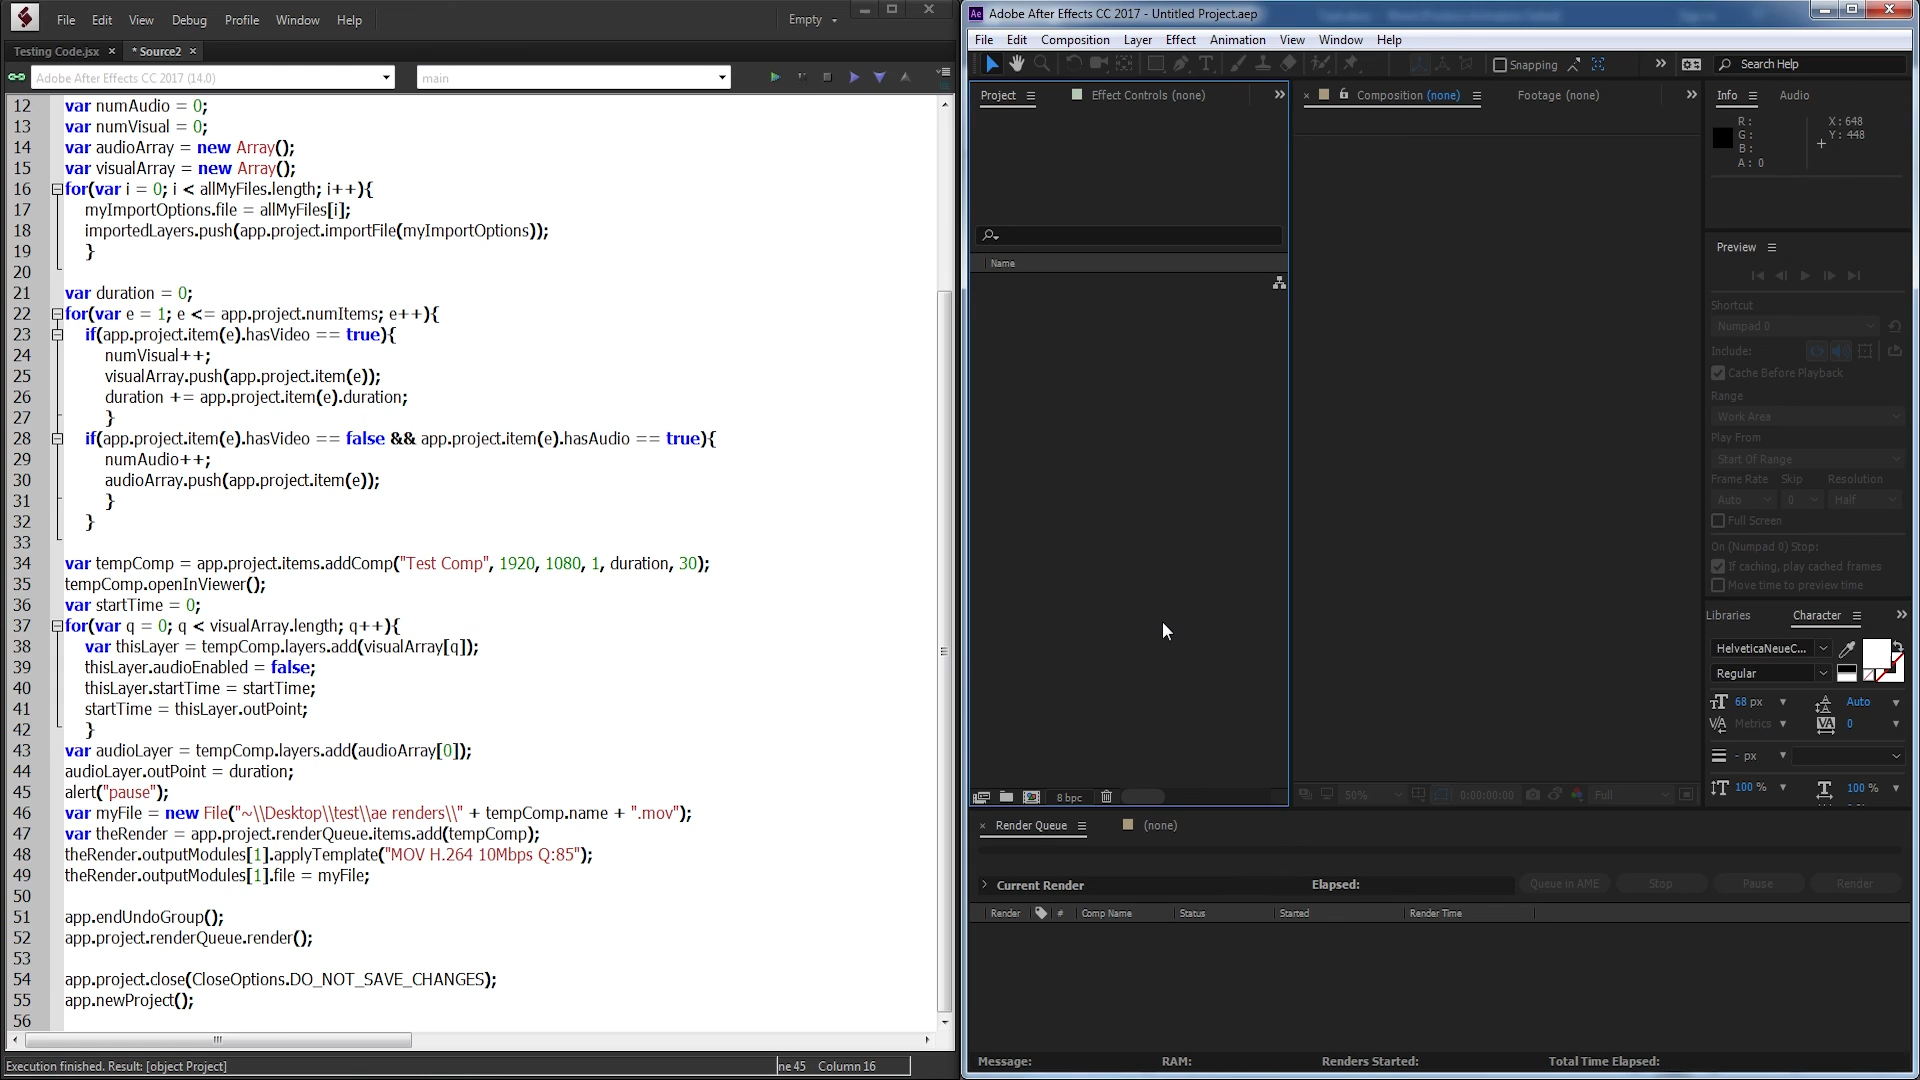 File Edit View Debug Profile Window Help Empty
Testing Code.jsx × * Source2 ×
Adobe After Effects CC 2017 (14.0) main
12 var numAudio = 0;
13 var numVisual = 0;
14 var audioArray = new Array();
15 var visualArray = new Array();
16 for(var i = 0; i < allMyFiles.length; i++){
17 myImportOptions.file = allMyFiles[i];
18 importedLayers.push(app.project.importFile(myImportOptions));
19 }
20
21 var duration = 0;
22 for(var e = 1; e <= app.project.numItems; e++){
23 if(app.project.item(e).hasVideo == true){
24 numVisual++;
25 visualArray.push(app.project.item(e));
26 duration += app.project.item(e).duration;
27 }
28 if(app.project.item(e).hasVideo == false && app.project.item(e).hasAudio == true){
29 numAudio++;
30 audioArray.push(app.project.item(e));
31 }
32 }
33
34 var tempComp = app.project.items.addComp("Test Comp", 1920, 1080, 1, duration, 30);
35 tempComp.openInViewer();
36 var startTime = 0;
37 for(var q = 0; q < visualArray.length; q++){
38 var thisLayer = tempComp.layers.add(visualArray[q]);
39 thisLayer.audioEnabled = false;
40 thisLayer.startTime = startTime;
41 startTime = thisLayer.outPoint;
42 }
43 var audioLayer = tempComp.layers.add(audioArray[0]);
44 audioLayer.outPoint = duration;
45 alert("pause");
46 var myFile = new File("~\\Desktop\\test\\ae renders\\" + tempComp.name + ".mov");
47 var theRender = app.project.renderQueue.items.add(tempComp);
48 theRender.outputModules[1].applyTemplate("MOV H.264 10Mbps Q:85");
49 theRender.outputModules[1].file = myFile;
50
51 app.endUndoGroup();
52 app.project.renderQueue.render();
53
54 app.project.close(CloseOptions.DO_NOT_SAVE_CHANGES);
55 app.newProject();
56
Execution finished. Result: [object Project] ne 45 Column 16
Ae Adobe After Effects CC 2017 - Untitled Project.aep
File Edit Composition Layer Effect Animation View Window Help
Snapping Search Help
Project Effect Controls (none)
Composition (none) Footage (none)
Name
8 bpc
50% 0:00:00:00 Full
Info Audio
R: X: 648
G: Y: 448
B:
A: 0
Preview
Shortcut
Numpad 0
Include:
Cache Before Playback
Range
Work Area
Play From
Start Of Range
Frame Rate Skip Resolution
Auto 0 Half
Full Screen
On (Numpad 0) Stop:
If caching, play cached frames
Move time to preview time
Libraries Character
HelveticaNeueC...
Regular
68 px Auto
Metrics 0
- px
100 % 100 %
Render Queue (none)
Current Render Elapsed: Queue in AME Stop Pause Render
Render # Comp Name Status Started Render Time
Message: RAM: Renders Started: Total Time Elapsed: